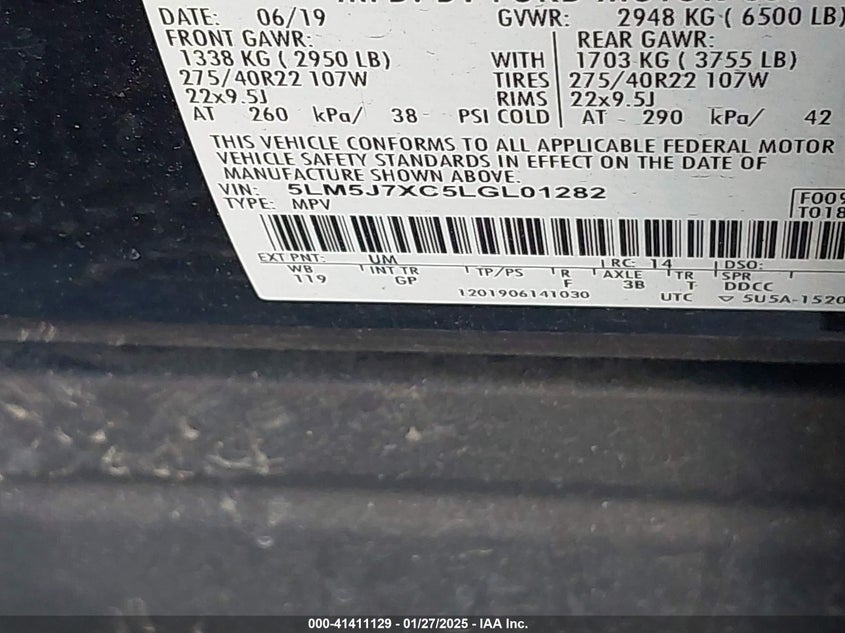 DATE: 06/19 GVWR: 2948 KG ( 6500 LB)
FRONT GAWR: REAR GAWR:
1338 KG ( 2950 LB) WITH 1703 KG ( 3755 LB)
275/40R22 107W TIRES 275/40R22 107W
22x9.5J RIMS 22x9.5J
AT 260 kPa/ 38 PSI COLD AT 290 kPa/ 42
THIS VEHICLE CONFORMS TO ALL APPLICABLE FEDERAL MOTOR
VEHICLE SAFETY STANDARDS IN EFFECT ON THE DATE OF
MANUFACTURE SHOWN ABOVE.
VIN: 5LM5J7XC5LGL01282
TYPE: MPV
F009
T018
EXT PNT: UM RC: 14 DSO:
WB INT TR TP/PS R AXLE TR SPR
119 GP F 3B T DDCC
1201906141030 UTC ▽ 5U5A-1520
000-41411129 - 01/27/2025 - IAA Inc.